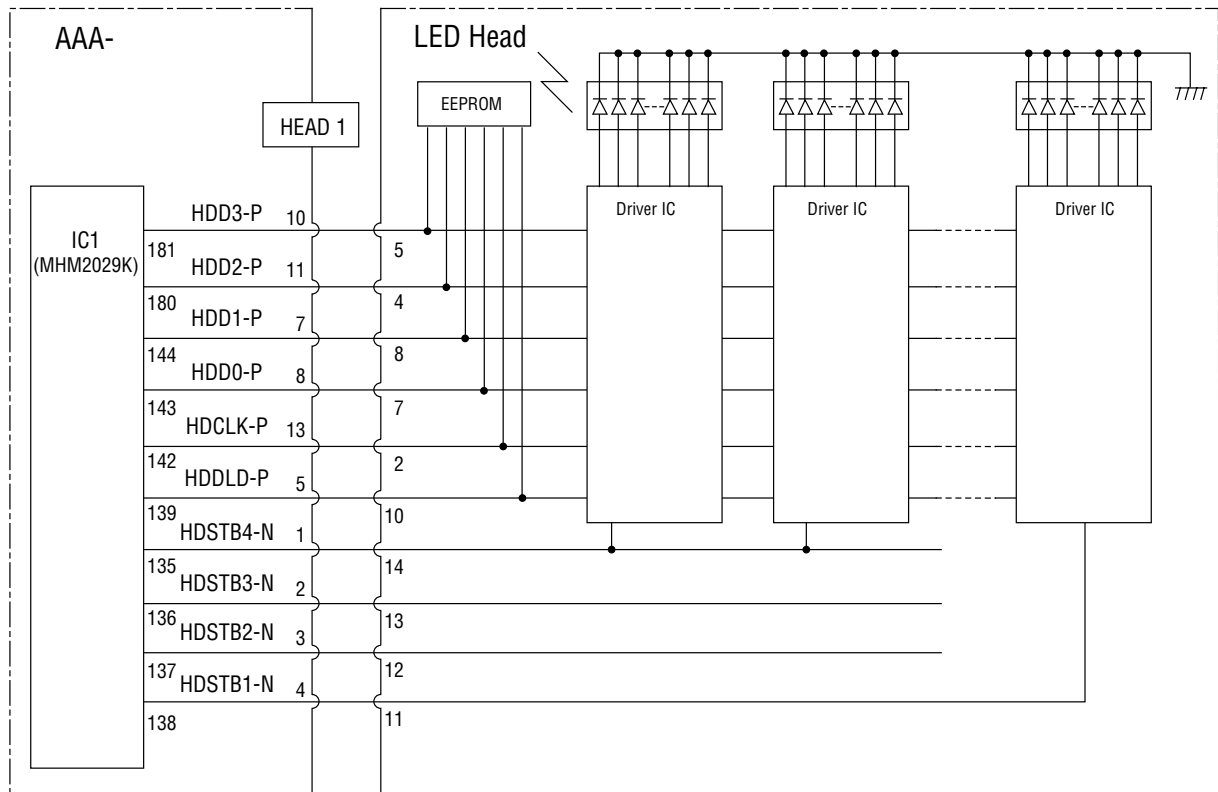 AAA-
LED Head
EEPROM
HEAD 1
IC1
(MHM2029K)
Driver IC
Driver IC
Driver IC
HDD3-P 10
181 5
HDD2-P 11
180 4
HDD1-P 7
144 8
HDD0-P 8
143 7
HDCLK-P 13
142 2
HDDLD-P 5
139 10
HDSTB4-N 1
135 14
HDSTB3-N 2
136 13
HDSTB2-N 3
137 12
HDSTB1-N 4
138 11